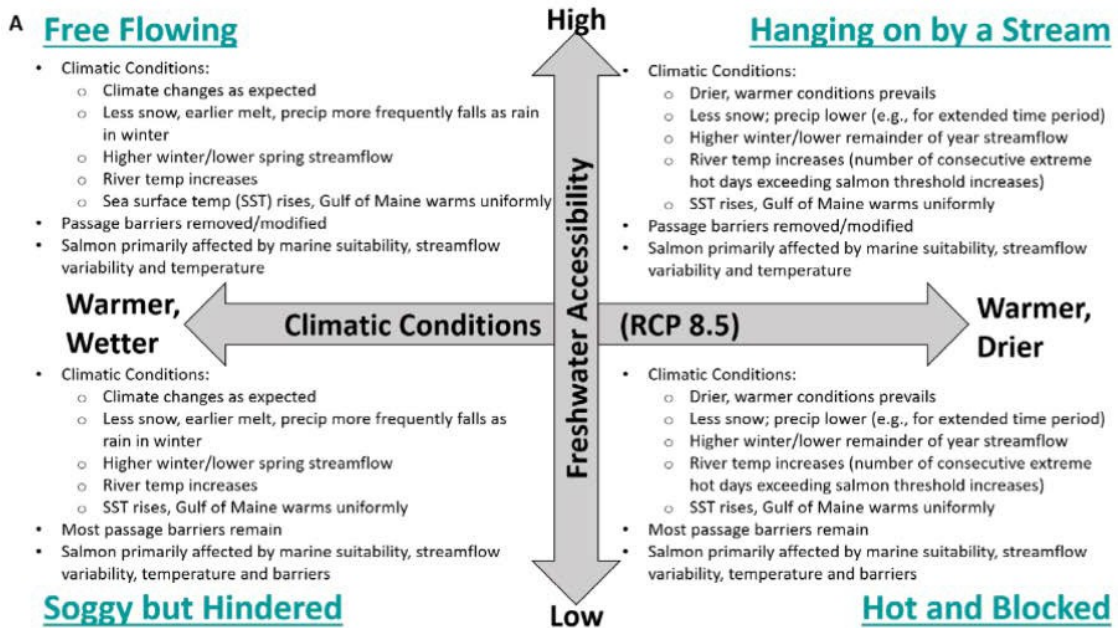 A
Free Flowing
• Climatic Conditions:
o Climate changes as expected
o Less snow, earlier melt, precip more frequently falls as rain
in winter
o Higher winter/lower spring streamflow
o River temp increases
o Sea surface temp (SST) rises, Gulf of Maine warms uniformly
• Passage barriers removed/modified
• Salmon primarily affected by marine suitability, streamflow
variability and temperature
High
Hanging on by a Stream
• Climatic Conditions:
o Drier, warmer conditions prevails
o Less snow; precip lower (e.g., for extended time period)
o Higher winter/lower remainder of year streamflow
o River temp increases (number of consecutive extreme
hot days exceeding salmon threshold increases)
o SST rises, Gulf of Maine warms uniformly
• Passage barriers removed/modified
• Salmon primarily affected by marine suitability, streamflow
variability and temperature
Warmer,
Wetter
Climatic Conditions (RCP 8.5)
Freshwater Accessibility
Warmer,
Drier
• Climatic Conditions:
o Climate changes as expected
o Less snow, earlier melt, precip more frequently falls as
rain in winter
o Higher winter/lower spring streamflow
o River temp increases
o SST rises, Gulf of Maine warms uniformly
• Most passage barriers remain
• Salmon primarily affected by marine suitability, streamflow
variability, temperature and barriers
Soggy but Hindered
Low
• Climatic Conditions:
o Drier, warmer conditions prevails
o Less snow; precip lower (e.g., for extended time period)
o Higher winter/lower remainder of year streamflow
o River temp increases (number of consecutive extreme
hot days exceeding salmon threshold increases)
o SST rises, Gulf of Maine warms uniformly
• Most passage barriers remain
• Salmon primarily affected by marine suitability, streamflow
variability, temperature and barriers
Hot and Blocked